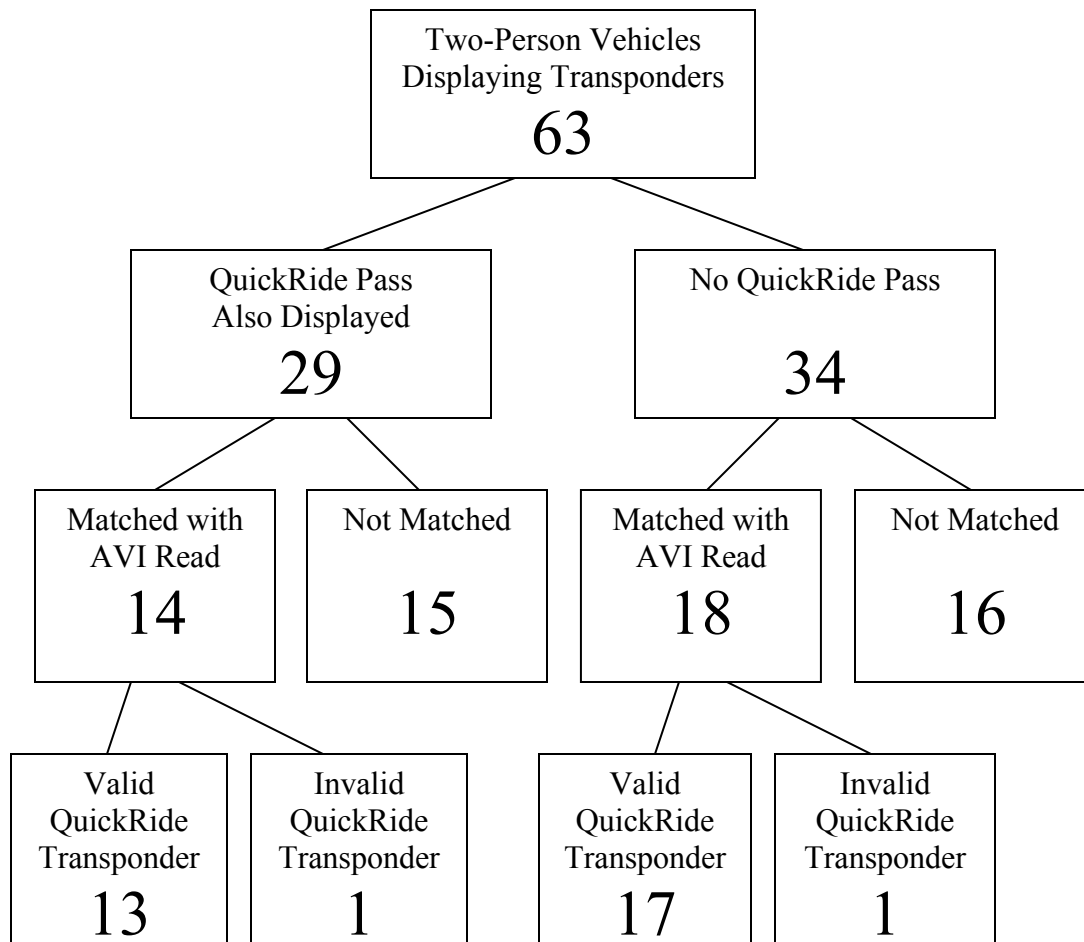 Two-Person Vehicles
Displaying Transponders
63
QuickRide Pass
Also Displayed
29
No QuickRide Pass
34
Matched with
AVI Read
14
Not Matched
15
Matched with
AVI Read
18
Not Matched
16
Valid
QuickRide
Transponder
13
Invalid
QuickRide
Transponder
1
Valid
QuickRide
Transponder
17
Invalid
QuickRide
Transponder
1